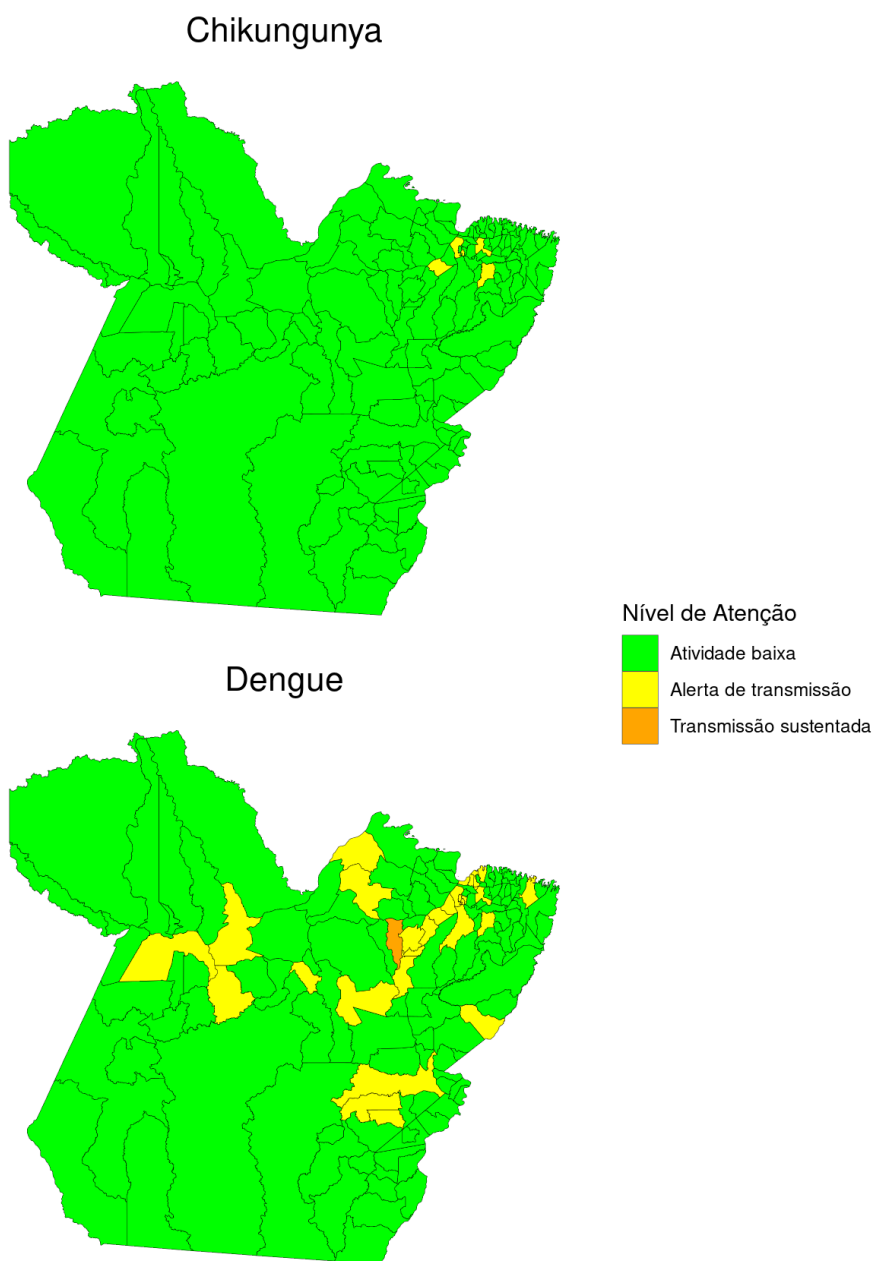 Chikungunya
Nível de Atenção
Atividade baixa
Alerta de transmissão
Transmissão sustentada
Dengue